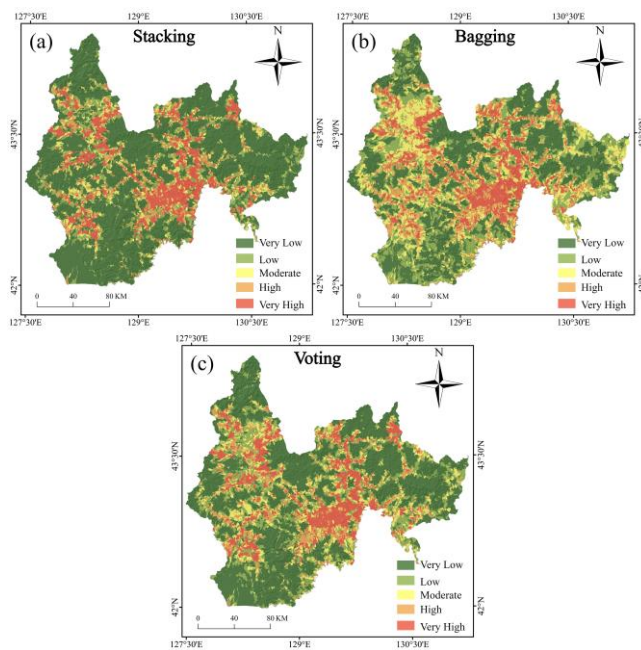 127°30′E 129°E 130°30′E
(a) Stacking N
43°30′N
42°N
Very Low
Low
Moderate
High
Very High
0 40 80 KM
127°30′E 129°E 130°30′E
127°30′E 129°E 130°30′E
(b) Bagging N
43°30′N
42°N
Very Low
Low
Moderate
High
Very High
0 40 80 KM
127°30′E 129°E 130°30′E
127°30′E 129°E 130°30′E
(c) Voting N
43°30′N
42°N
Very Low
Low
Moderate
High
Very High
0 40 80 KM
127°30′E 129°E 130°30′E